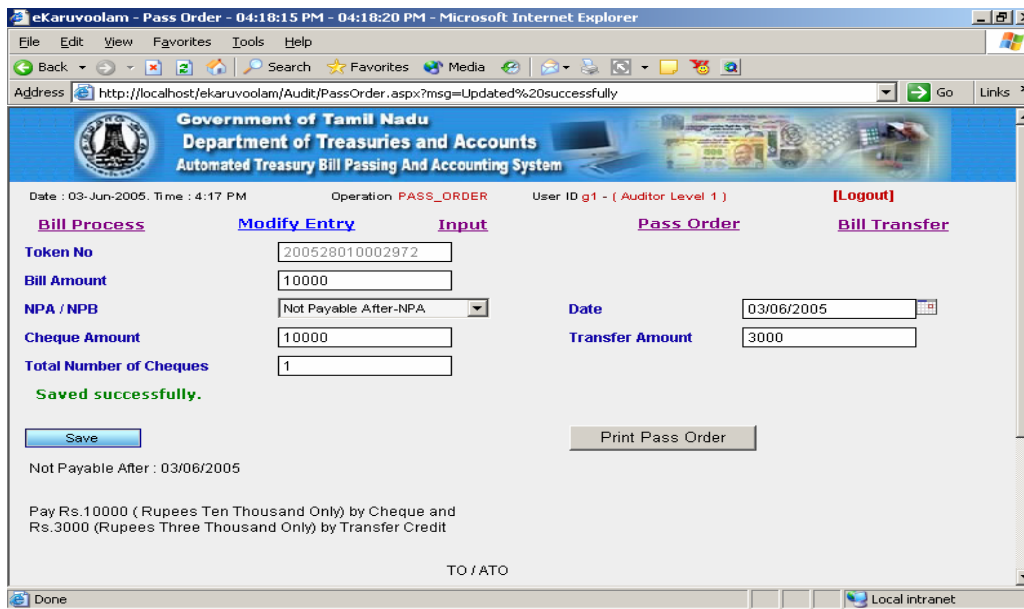 eKaruvoolam - Pass Order - 04:18:15 PM - 04:18:20 PM - Microsoft Internet Explorer
File Edit View Favorites Tools Help
Back Search Favorites Media
Address http://localhost/ekaruvoolam/Audit/PassOrder.aspx?msg=Updated%20successfully Go Links
Government of Tamil Nadu
Department of Treasuries and Accounts
Automated Treasury Bill Passing And Accounting System
Date : 03-Jun-2005. Time : 4:17 PM Operation PASS_ORDER User ID g1 - ( Auditor Level 1 ) [Logout]
Bill Process Modify Entry Input Pass Order Bill Transfer
Token No 200528010002972
Bill Amount 10000
NPA / NPB Not Payable After-NPA Date 03/06/2005
Cheque Amount 10000 Transfer Amount 3000
Total Number of Cheques 1
Saved successfully.
Save Print Pass Order
Not Payable After : 03/06/2005
Pay Rs.10000 ( Rupees Ten Thousand Only) by Cheque and
Rs.3000 (Rupees Three Thousand Only) by Transfer Credit
TO / ATO
Done Local intranet